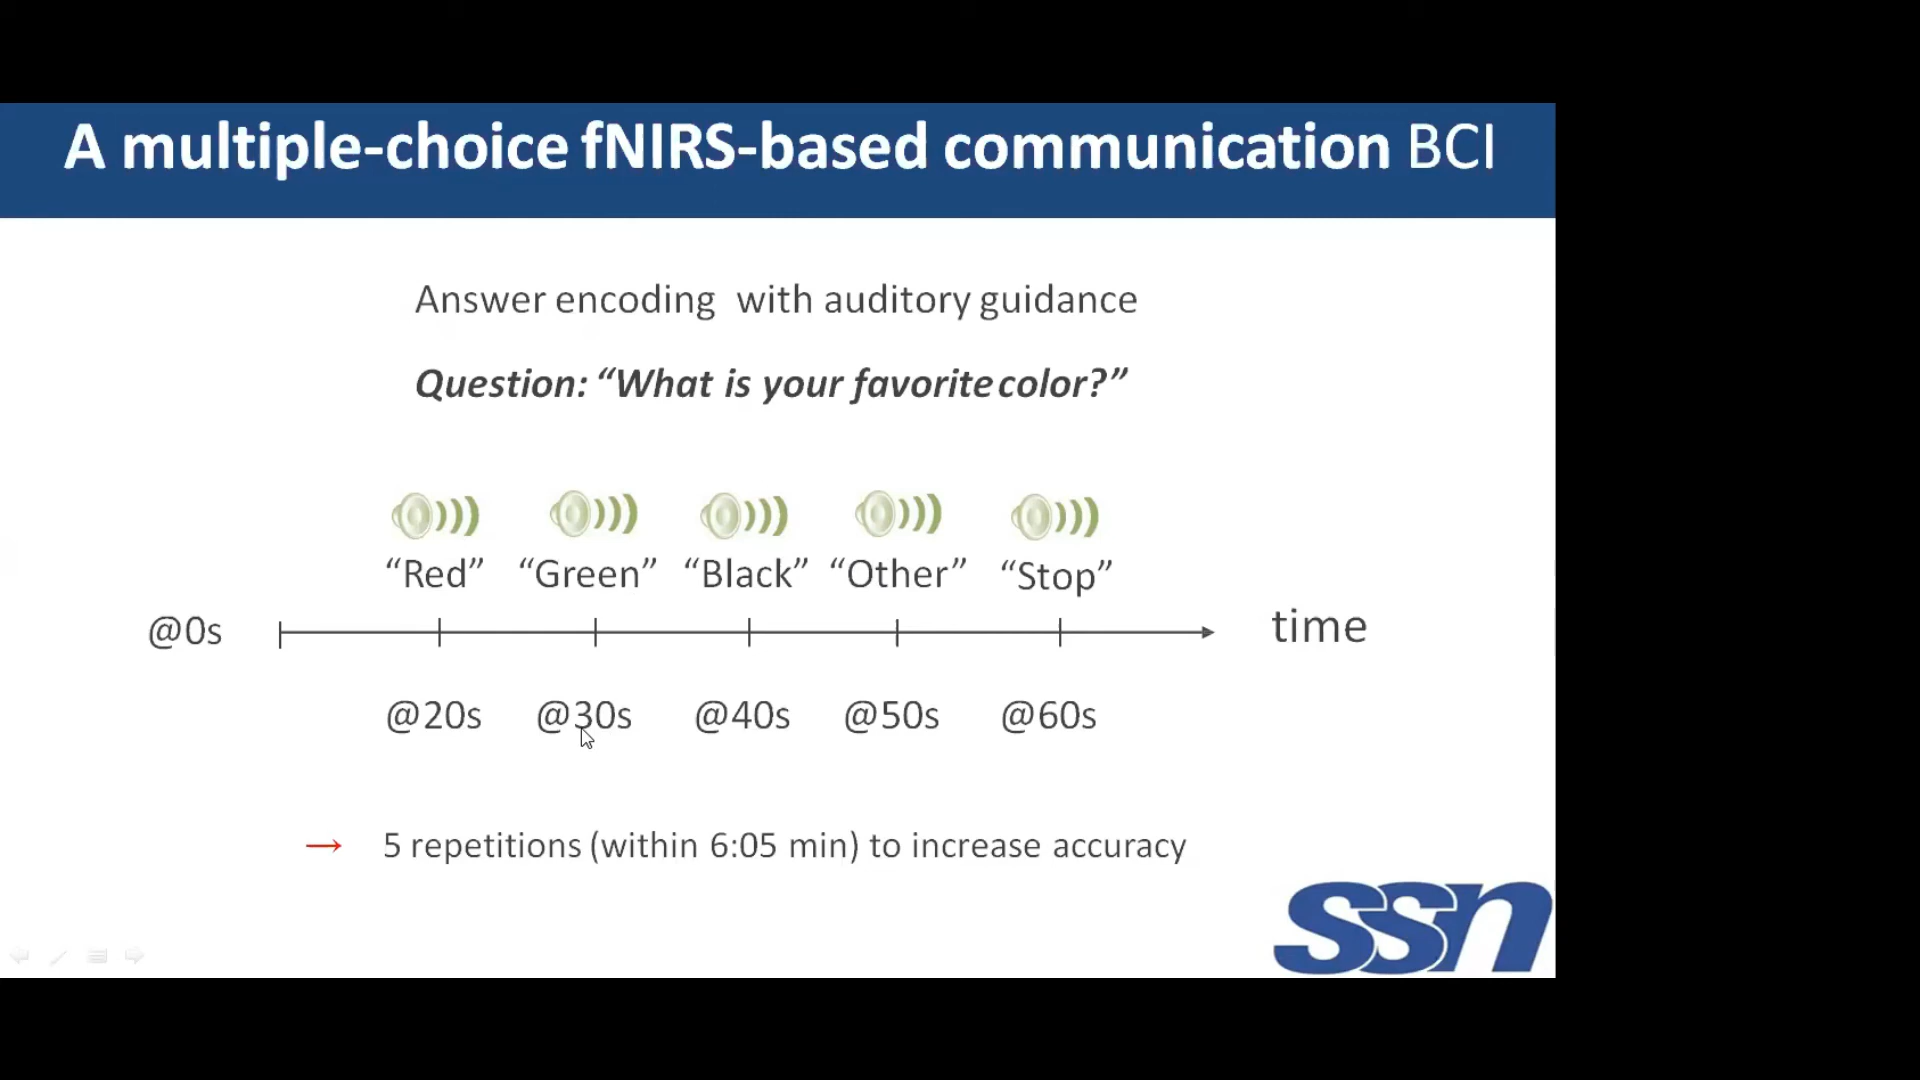 A multiple-choice fNIRS-based communication BCI
Answer encoding with auditory guidance
Question: “What is your favorite color?”
“Red” “Green” “Black” “Other” “Stop”
@0s time
@20s @30s @40s @50s @60s
→ 5 repetitions (within 6:05 min) to increase accuracy
ssn